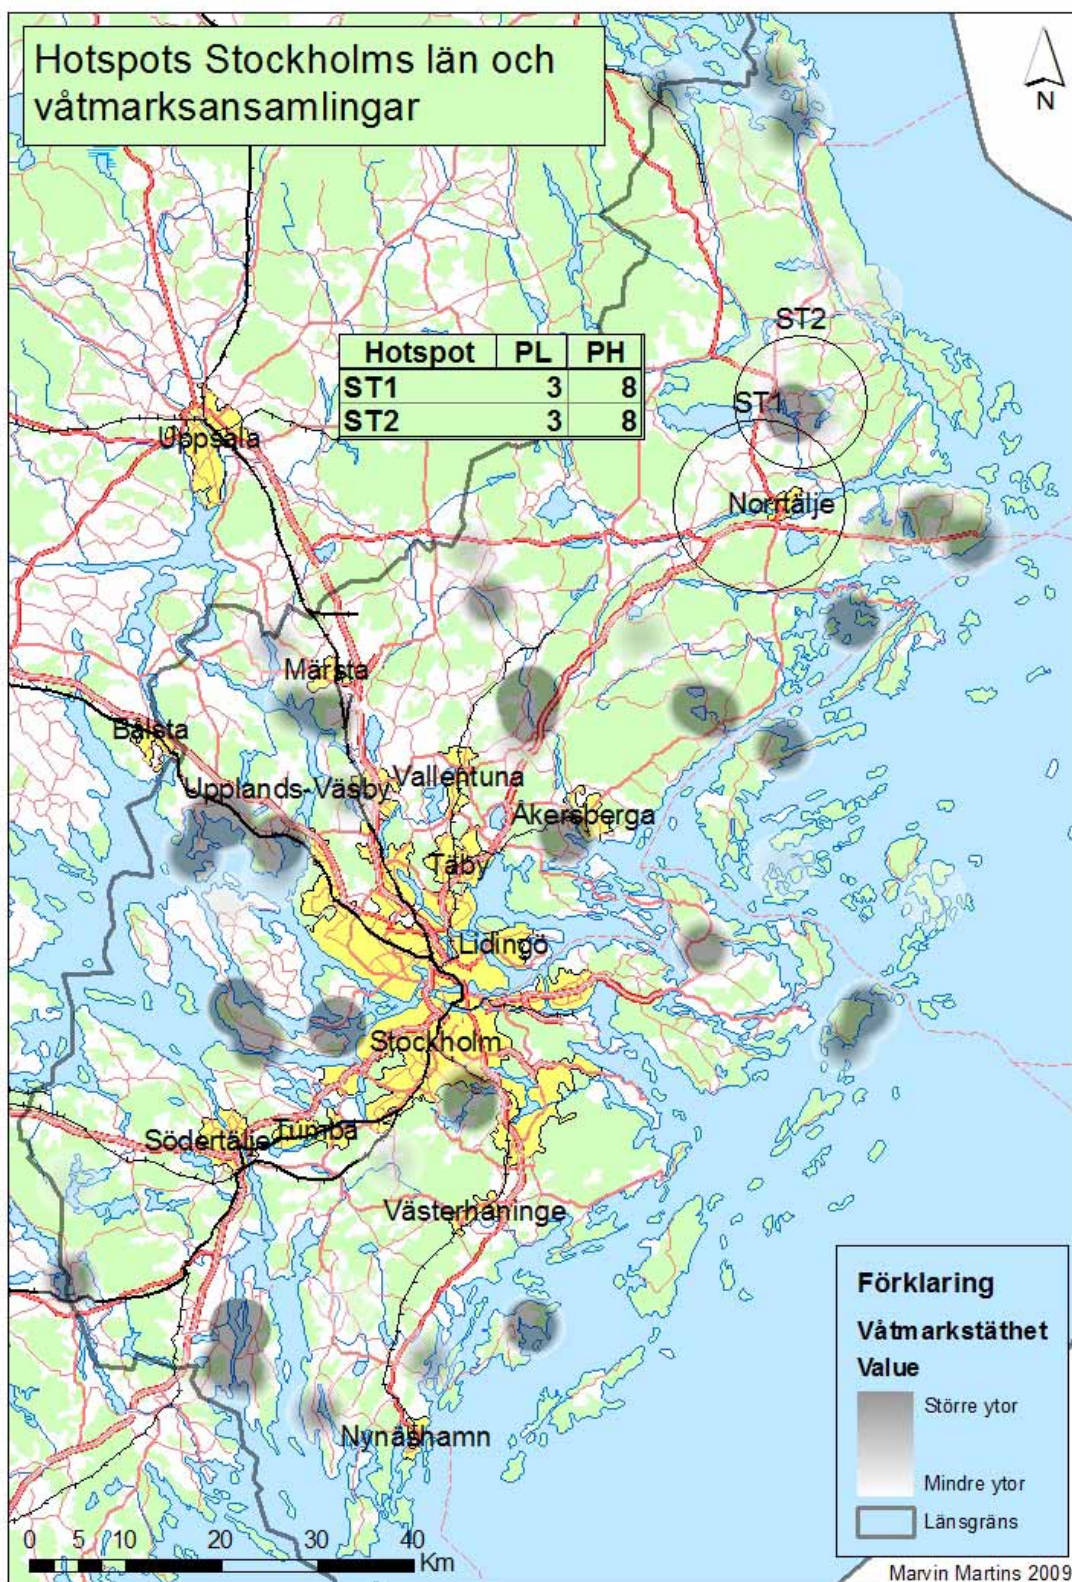 Hotspots Stockholms län och
våtmarksansamlingar
N
ST2
Hotspot PL PH
ST1 3 8
ST2 3 8
ST1
Uppsala
Norrtälje
Märsta
Bålsta
Vallentuna
Upplands-Väsby
Åkersberga
Täby
Lidingö
Stockholm
Tumba
Södertälje
Västerhaninge
Nynäshamn
Förklaring
Våtmarkstäthet
Value
Större ytor
Mindre ytor
Länsgräns
0 5 10 20 30 40
Km
Marvin Martins 2009